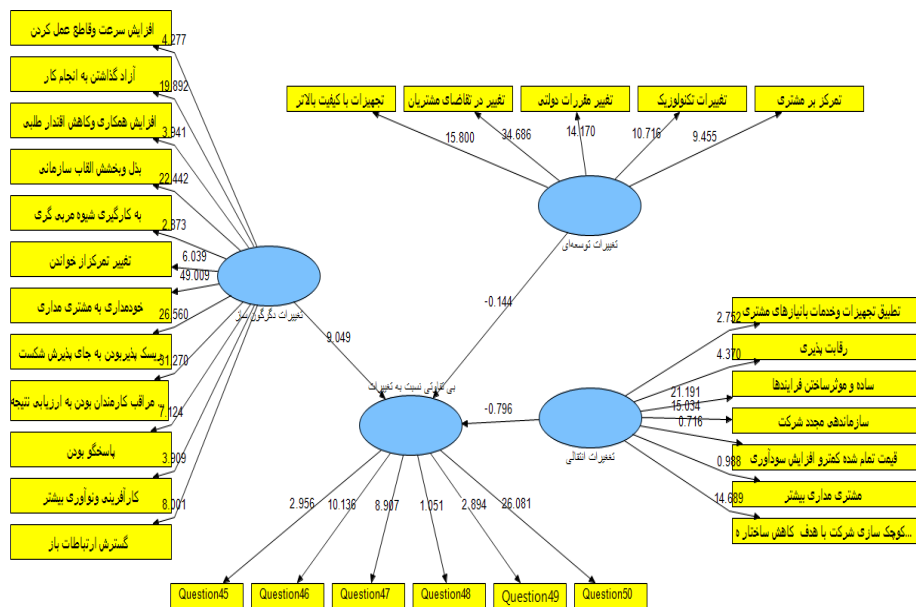 افزایش سرعت وقاطع عمل کردن
4.277
آزاد گذاشتن به انجام کار
19.892
افزایش همکاری وکاهش اقتدار طلبی
3.941
بذل وبخشش القاب سازمانی
22.442
به کارگیری شیوه مربی گری
2.873
تغییر تمرکزاز خواندن
6.039
49.009
خودمداری به مشتری مداری
26.560
ریسک پذیربودن به جای پذیرش شکست
31.270
مراقب کارمندان بودن به ارزیابی نتیجه ...
7.124
پاسخگو بودن
3.909
کارآفرینی ونوآوری بیشتر
8.001
گسترش ارتباطات باز
تغییرات دگرگون ساز
9.049
تمرکز بر مشتری
تغییرات تکنولوزیک
تغییر مقررات دولتی
تغییر در تقاضای مشتریان
تجهیزات با کیفیت بالاتر
15.800
34.686
14.170
10.716
9.455
تغییرات توسعه‌ای
-0.144
بی تفارتی نسبت به تغییرات
-0.796
تغغیرات انتقالی
تطبیق تجهیزات وخدمات بانیازهای مشتری
2.752
رقابت پذیری
4.370
ساده و موثرساختن فرایندها
21.191
15.034
سازماندهی مجدد شرکت
0.716
قیمت تمام شده کمترو افزایش سودآوری
0.988
مشتری مداری بیشتر
14.689
کوچک سازی شرکت با هدف کاهش ساختار ه...
2.956
10.136
8.907
1.051
2.894
26.081
Question45
Question46
Question47
Question48
Question49
Question50